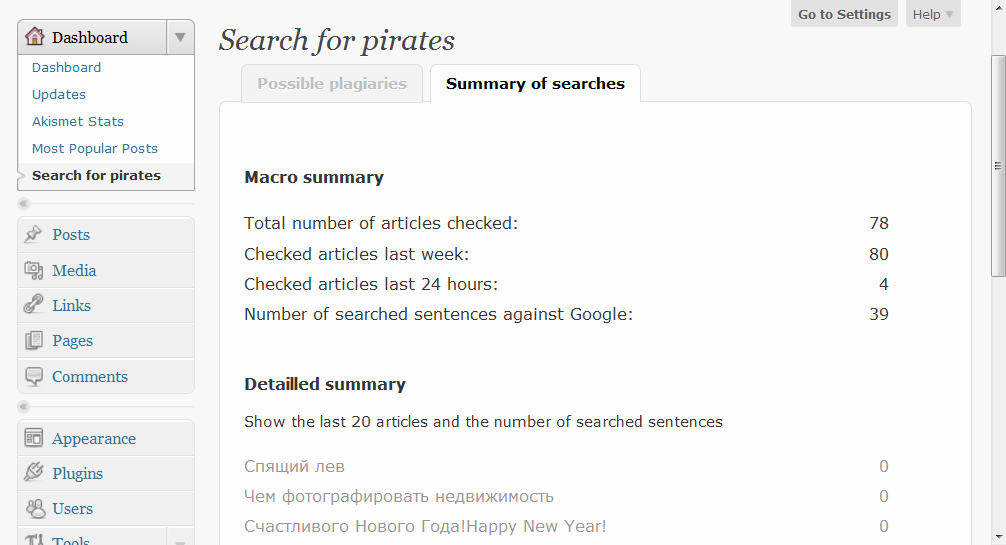 Go to Settings
Help
Dashboard
Dashboard
Updates
Akismet Stats
Most Popular Posts
Search for pirates
Posts
Media
Links
Pages
Comments
Appearance
Plugins
Users
Tools
Search for pirates
Possible plagiaries
Summary of searches
Macro summary
Total number of articles checked: 78
Checked articles last week: 80
Checked articles last 24 hours: 4
Number of searched sentences against Google: 39
Detailled summary
Show the last 20 articles and the number of searched sentences
Спящий лев 0
Чем фотографировать недвижимость 0
Счастливого Нового Года!Happy New Year! 0